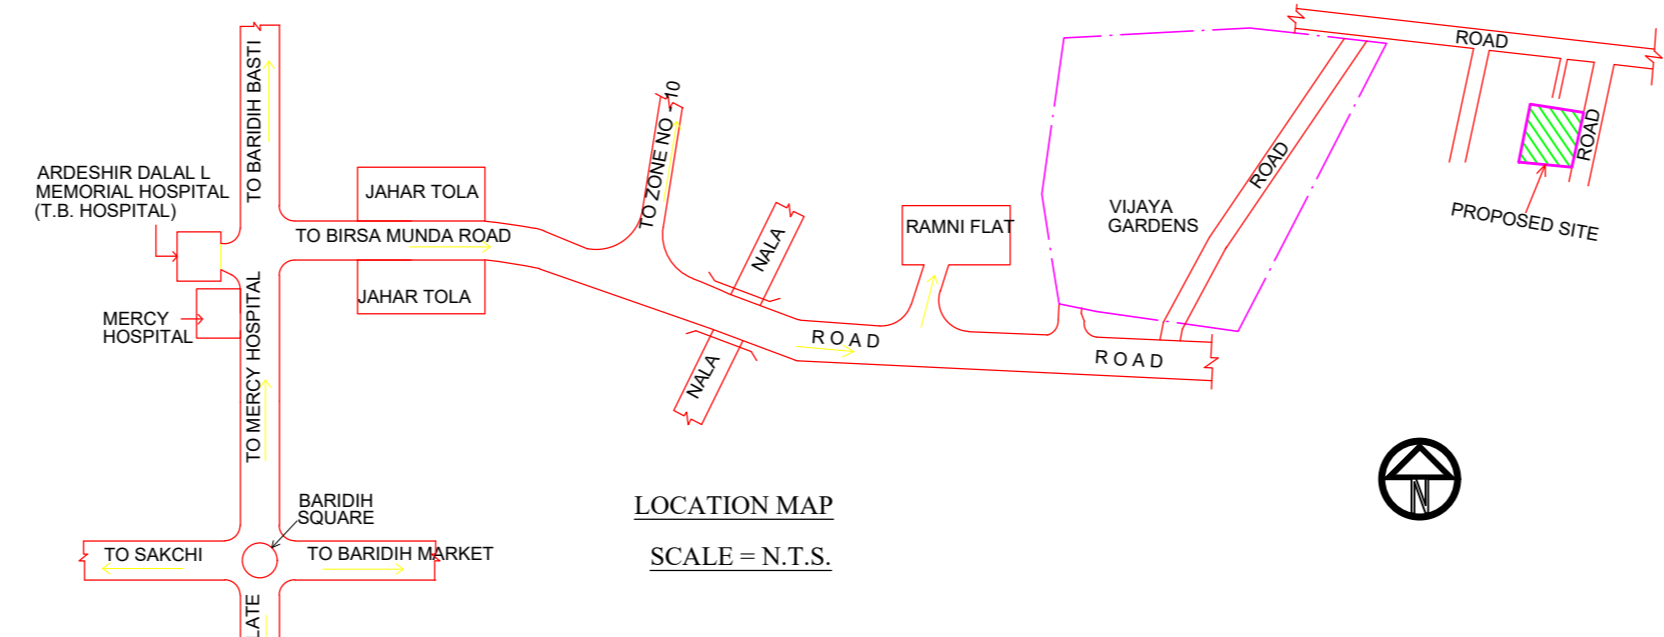 TO BARIDIH BASTI
ARDESHIR DALAL L
MEMORIAL HOSPITAL
(T.B. HOSPITAL)
MERCY
HOSPITAL
TO MERCY HOSPITAL
JAHAR TOLA
TO BIRSA MUNDA ROAD
JAHAR TOLA
TO ZONE NO - 10
NALA
NALA
ROAD
RAMNI FLAT
ROAD
VIJAYA
GARDENS
ROAD
ROAD
ROAD
PROPOSED SITE
BARIDIH
SQUARE
TO SAKCHI
TO BARIDIH MARKET
LATE
LOCATION MAP
SCALE = N.T.S.
N